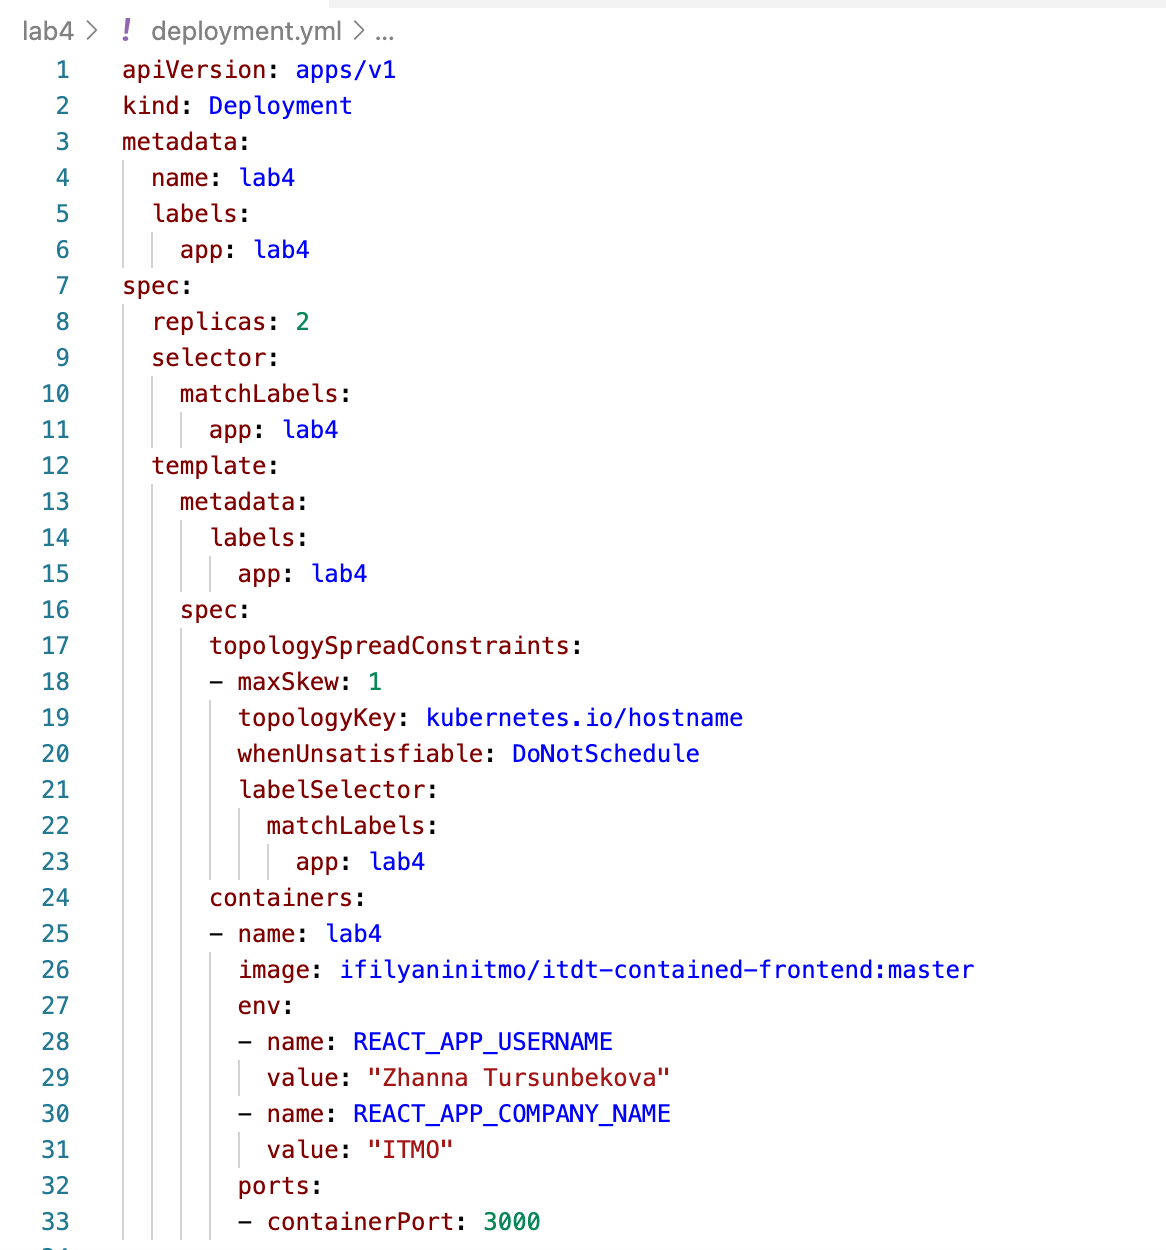 lab4 > ! deployment.yml > ...
1 apiVersion: apps/v1
2 kind: Deployment
3 metadata:
4   name: lab4
5   labels:
6     app: lab4
7 spec:
8   replicas: 2
9   selector:
10     matchLabels:
11       app: lab4
12   template:
13     metadata:
14       labels:
15         app: lab4
16     spec:
17       topologySpreadConstraints:
18       - maxSkew: 1
19         topologyKey: kubernetes.io/hostname
20         whenUnsatisfiable: DoNotSchedule
21         labelSelector:
22           matchLabels:
23             app: lab4
24       containers:
25       - name: lab4
26         image: ifilyaninitmo/itdt-contained-frontend:master
27         env:
28         - name: REACT_APP_USERNAME
29           value: "Zhanna Tursunbekova"
30         - name: REACT_APP_COMPANY_NAME
31           value: "ITMO"
32         ports:
33         - containerPort: 3000